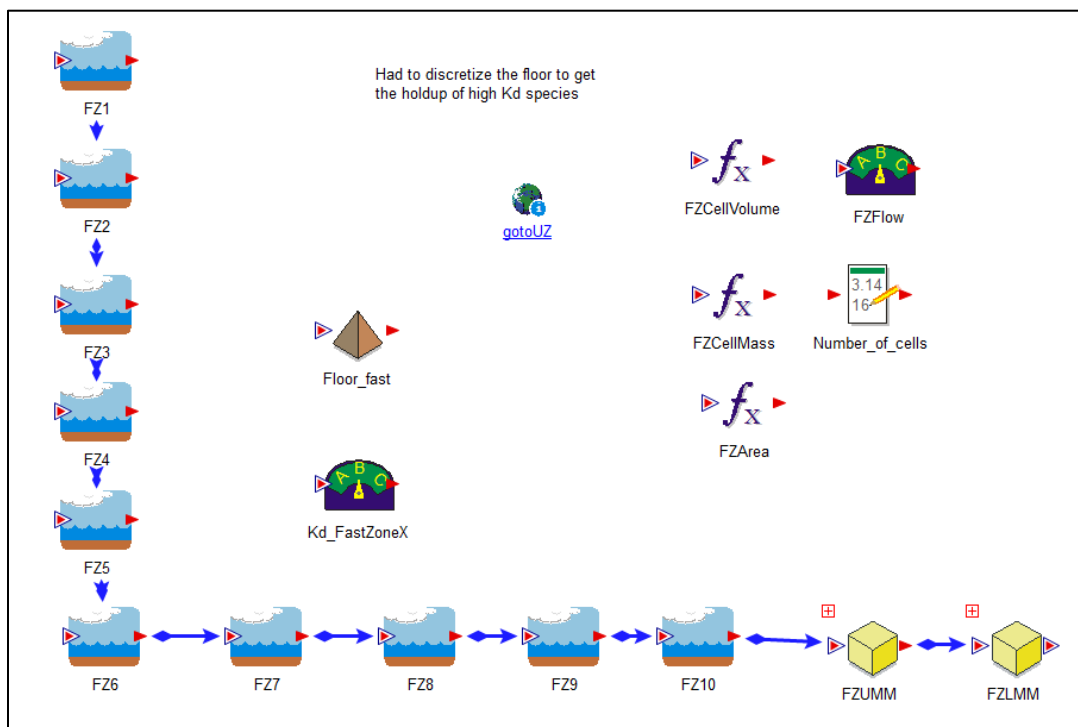 FZ1
Had to discretize the floor to get
the holdup of high Kd species
FZ2
gotoUZ
FZCellVolume
A B C
FZFlow
FZ3
Floor_fast
FZCellMass
3.14
16
Number_of_cells
FZ4
FZArea
FZ5
A B C
Kd_FastZoneX
FZ6
FZ7
FZ8
FZ9
FZ10
FZUMM
FZLMM